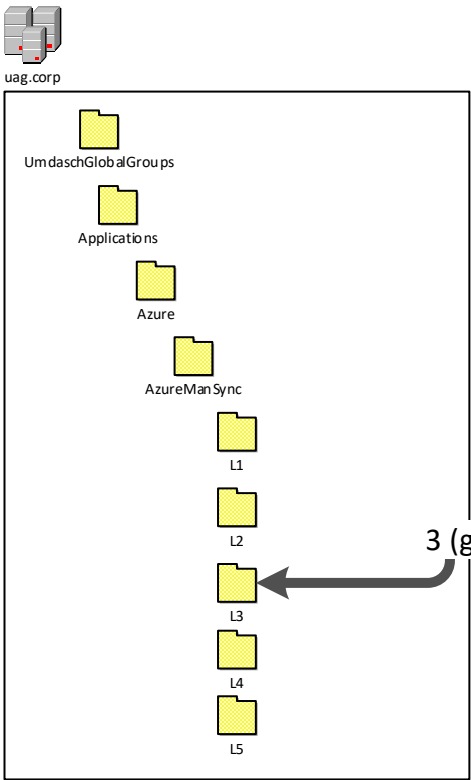 uag.corp
UmdaschGlobalGroups
Applications
Azure
AzureManSync
L1
L2
3 (g
L3
L4
L5